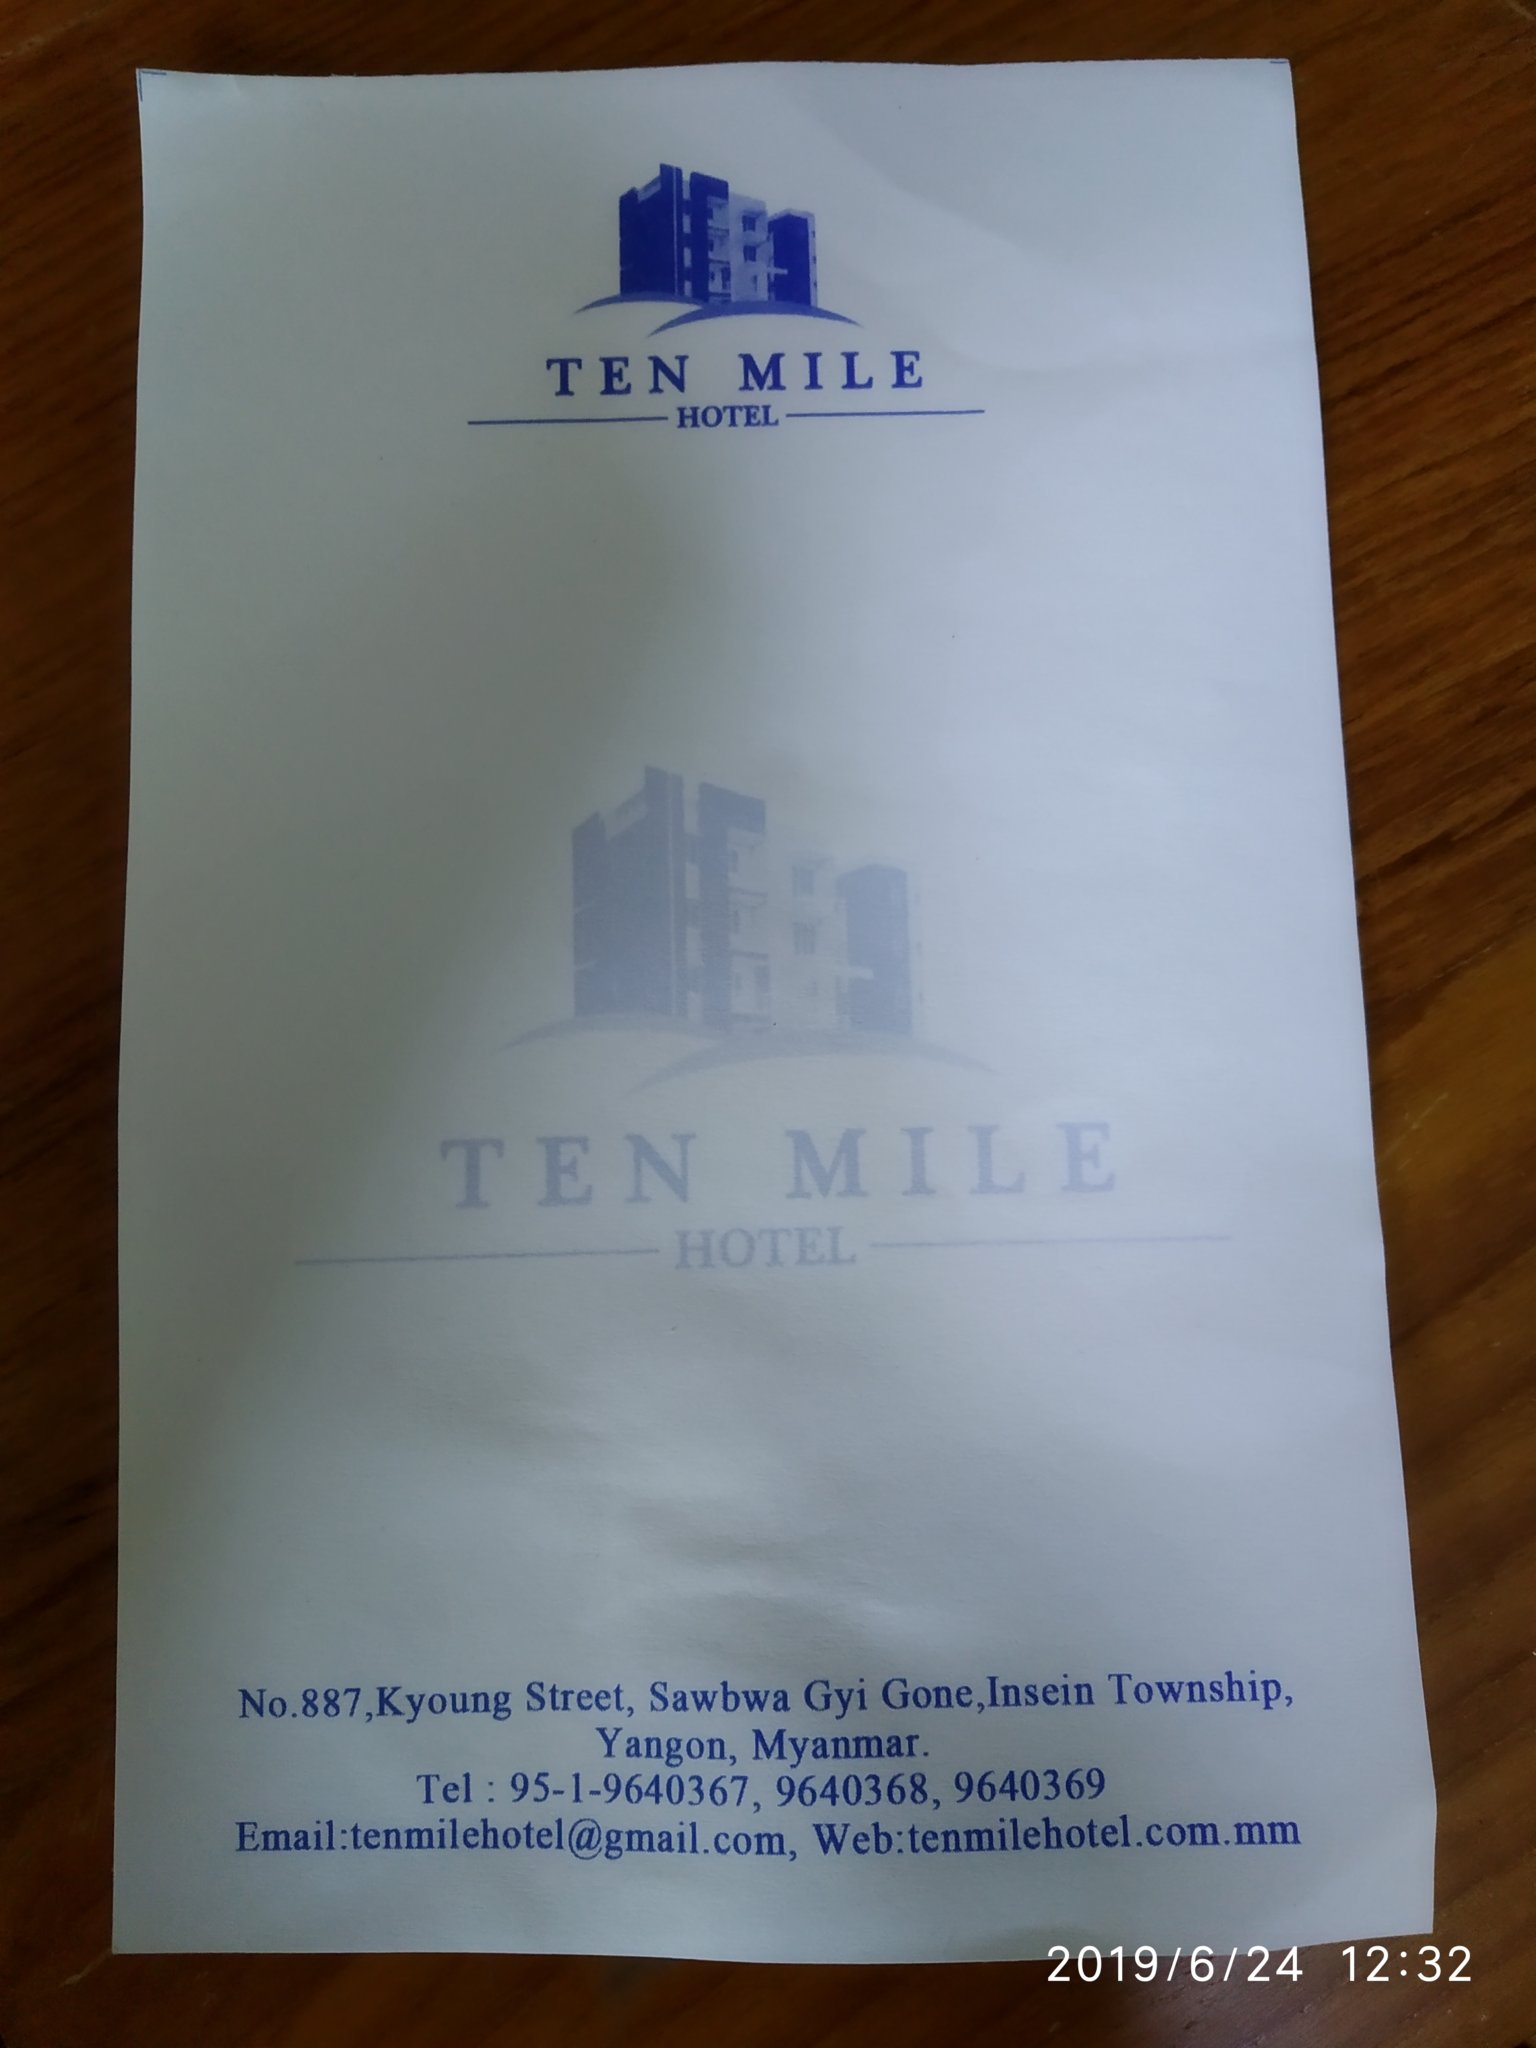 TEN MILE
HOTEL
TEN MILE
HOTEL
No.887,Kyoung Street, Sawbwa Gyi Gone,Insein Township,
Yangon, Myanmar.
Tel : 95-1-9640367, 9640368, 9640369
Email:tenmilehotel@gmail.com, Web:tenmilehotel.com.mm
2019/6/24 12:32